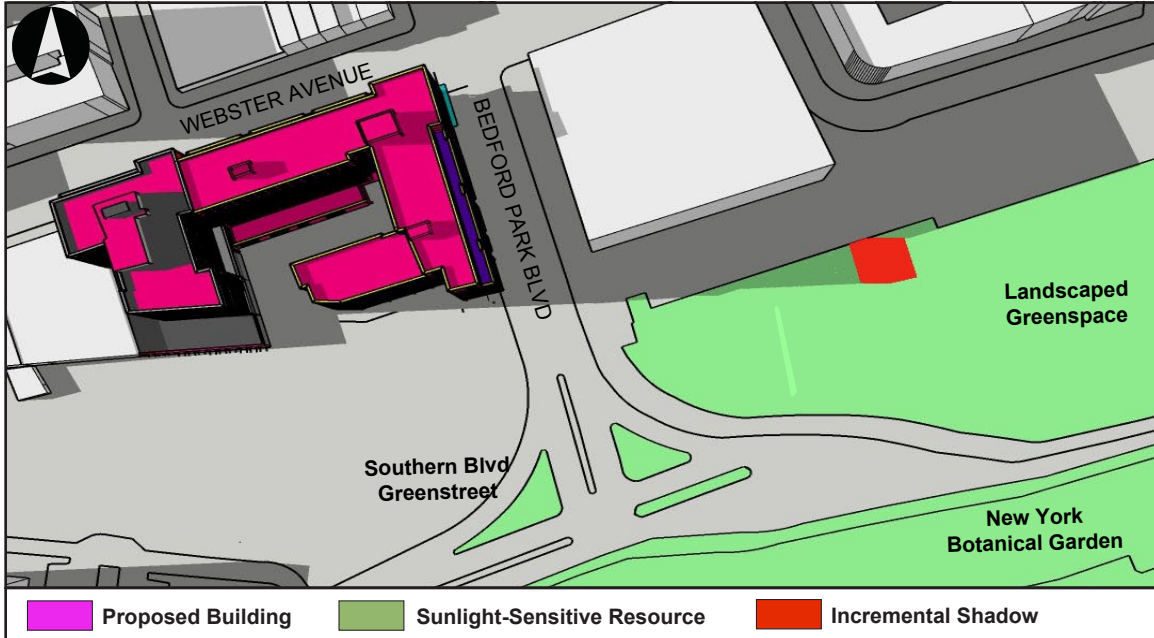 WEBSTER AVENUE
BEDFORD PARK BLVD
Landscaped
Greenspace
Southern Blvd
Greenstreet
New York
Botanical Garden
Proposed Building
Sunlight-Sensitive Resource
Incremental Shadow